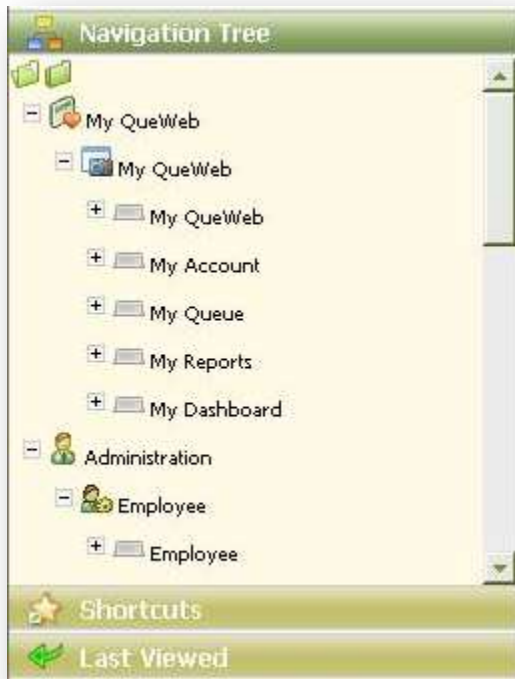 Navigation Tree
My QueWeb
My QueWeb
My QueWeb
My Account
My Queue
My Reports
My Dashboard
Administration
Employee
Employee
Shortcuts
Last Viewed